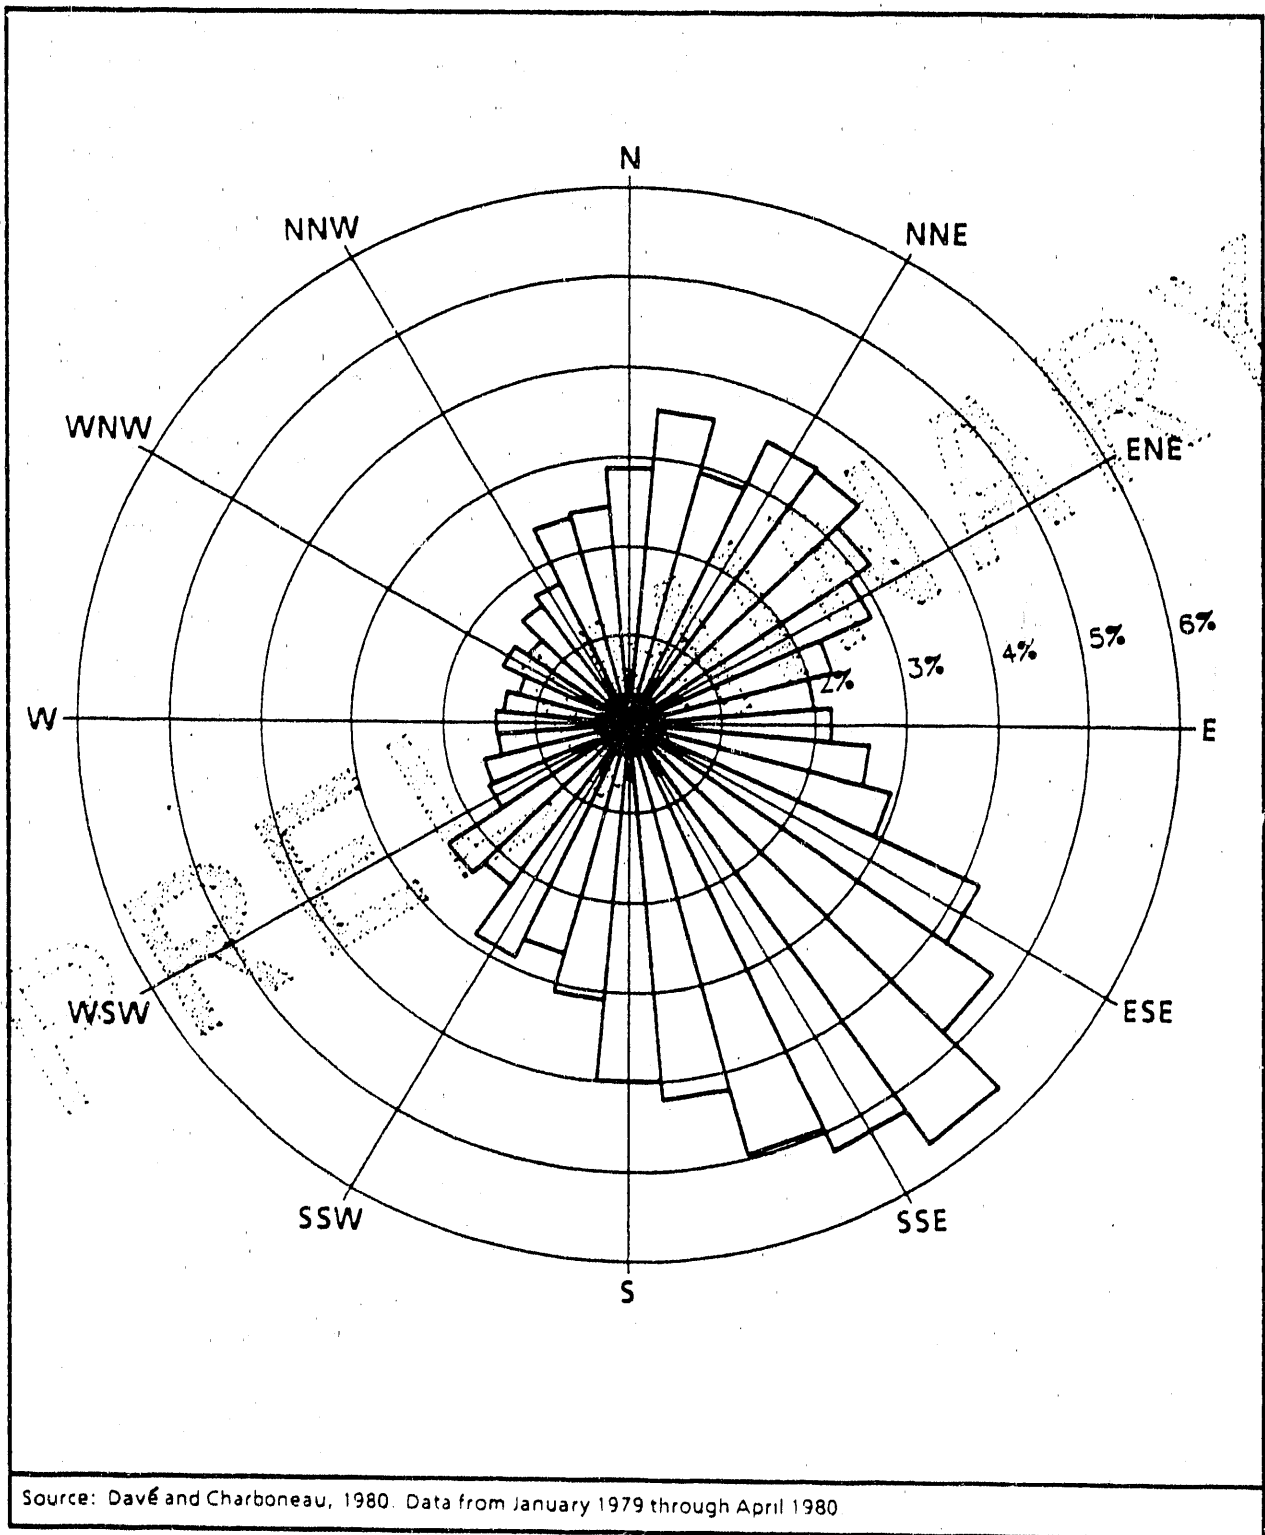 N
NNW
NNE
WNW
ENE
6%
5%
4%
3%
2%
W
E
WSW
ESE
SSW
SSE
S
PRELIMINARY
Source: Davé and Charboneau, 1980. Data from January 1979 through April 1980